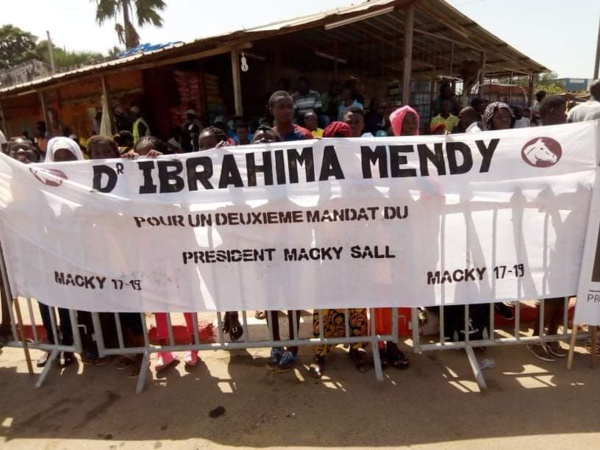 DR IBRAHIMA MENDY
POUR UN DEUXIEME MANDAT DU
PRESIDENT MACKY SALL
MACKY 17-19
MACKY 17-19